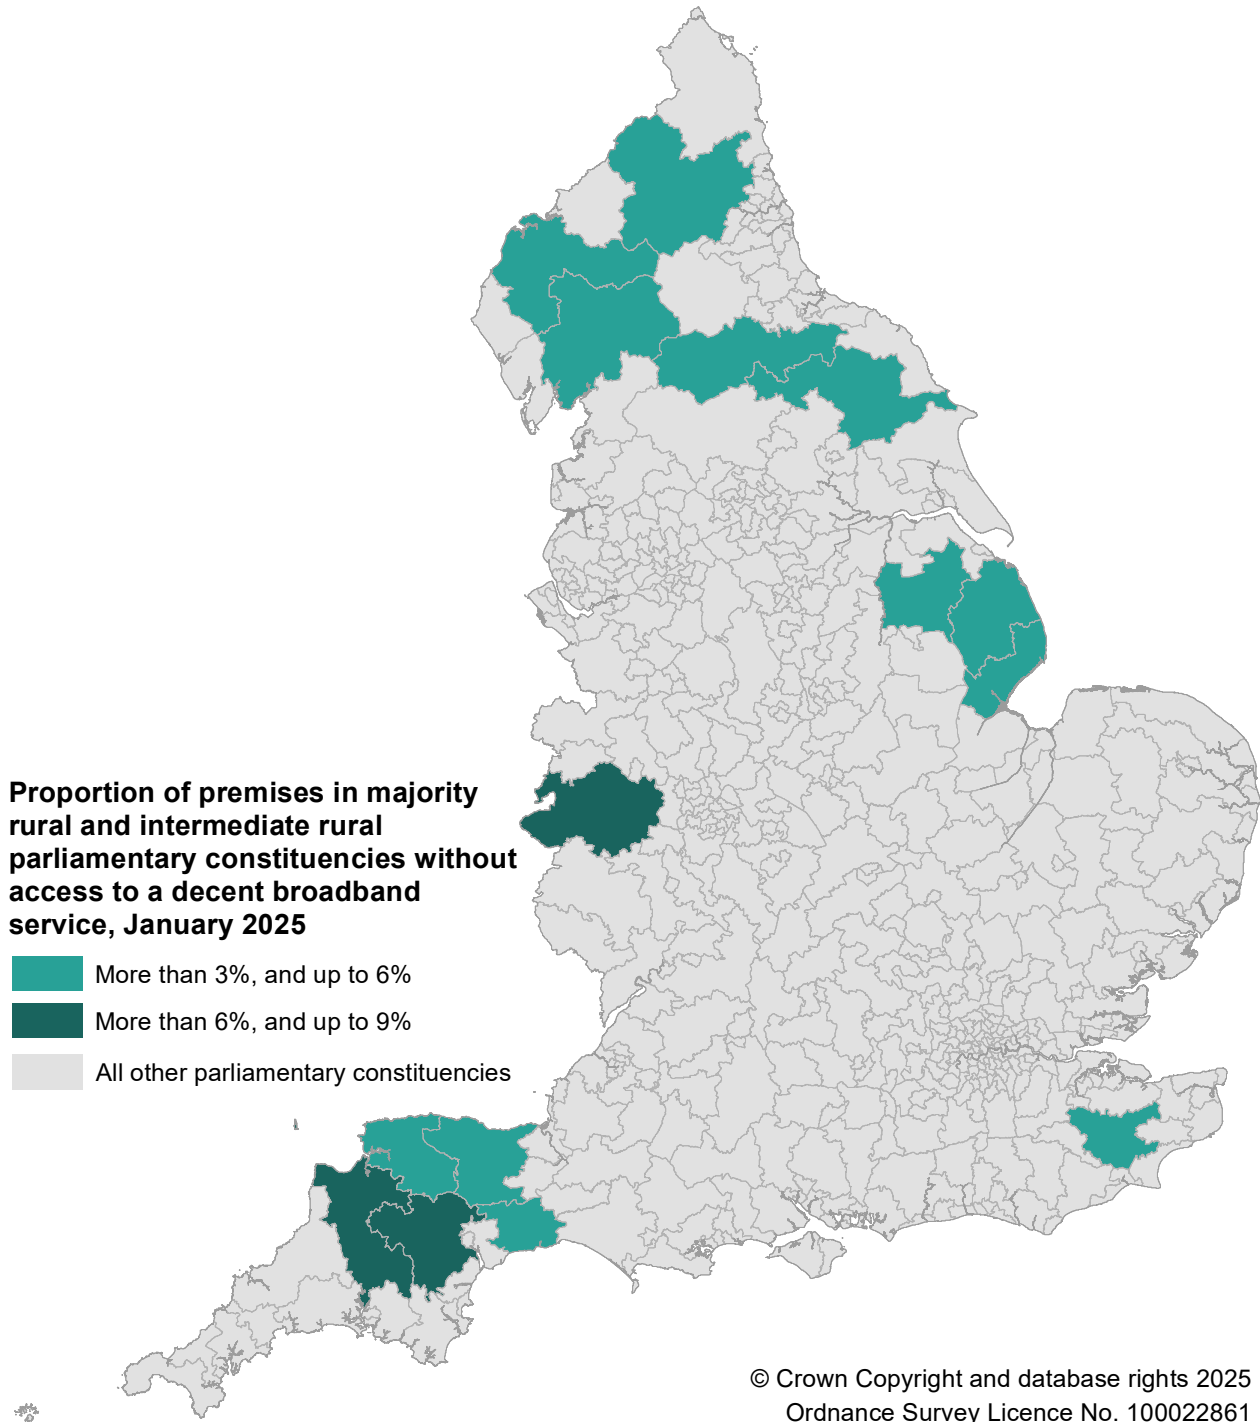 Proportion of premises in majority
rural and intermediate rural
parliamentary constituencies without
access to a decent broadband
service, January 2025
More than 3%, and up to 6%
More than 6%, and up to 9%
All other parliamentary constituencies
© Crown Copyright and database rights 2025
Ordnance Survey Licence No. 100022861